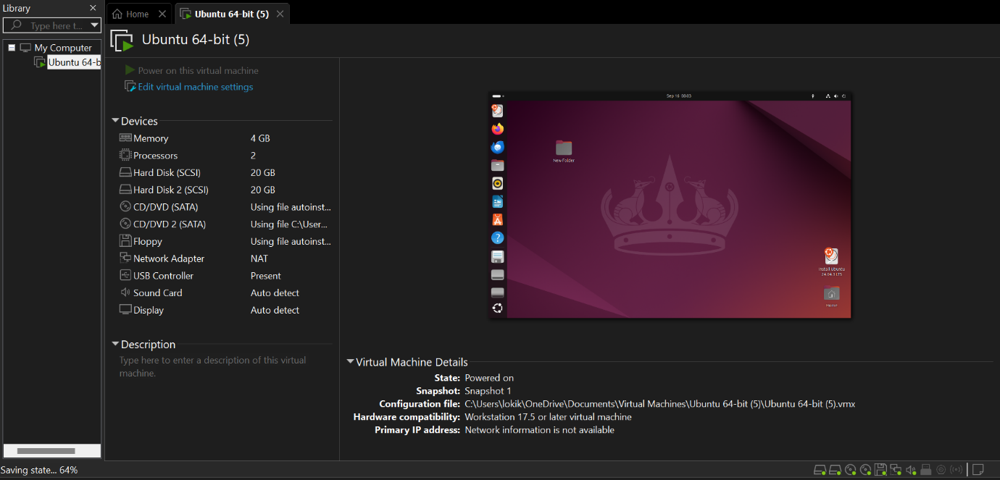 Library
Type here t...
My Computer
Ubuntu 64-b
Home
Ubuntu 64-bit (5)
Ubuntu 64-bit (5)
Power on this virtual machine
Edit virtual machine settings
Devices
Memory 4 GB
Processors 2
Hard Disk (SCSI) 20 GB
Hard Disk 2 (SCSI) 20 GB
CD/DVD (SATA) Using file autoinst...
CD/DVD 2 (SATA) Using file C:\User...
Floppy Using file autoinst...
Network Adapter NAT
USB Controller Present
Sound Card Auto detect
Display Auto detect
Description
Type here to enter a description of this virtual
machine.
Sep 16 08:03
New Folder
Install Ubuntu
24.04.3 LTS
Home
Virtual Machine Details
State: Powered on
Snapshot: Snapshot 1
Configuration file: C:\Users\lokik\OneDrive\Documents\Virtual Machines\Ubuntu 64-bit (5)\Ubuntu 64-bit (5).vmx
Hardware compatibility: Workstation 17.5 or later virtual machine
Primary IP address: Network information is not available
Saving state... 64%